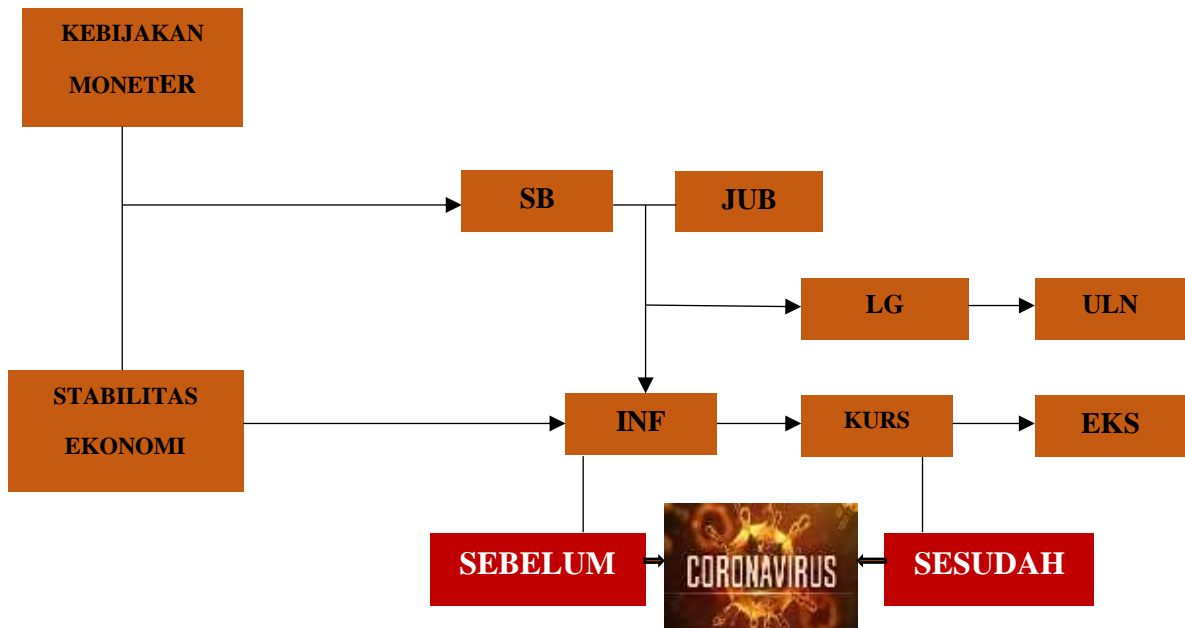 KEBIJAKAN
MONETER
SB
JUB
LG
ULN
STABILITAS
EKONOMI
INF
KURS
EKS
SEBELUM
CORONAVIRUS
SESUDAH